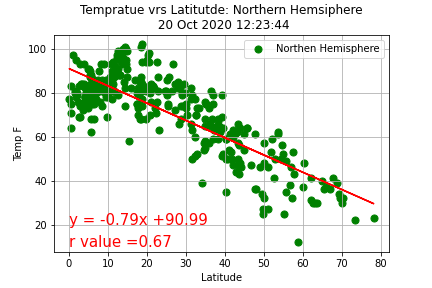 Tempratue vrs Latitutde: Northern Hemsiphere
20 Oct 2020 12:23:44
Northen Hemisphere
100
80
60
40
20
Temp F
y = -0.79x +90.99
r value =0.67
0 10 20 30 40 50 60 70 80
Latitude